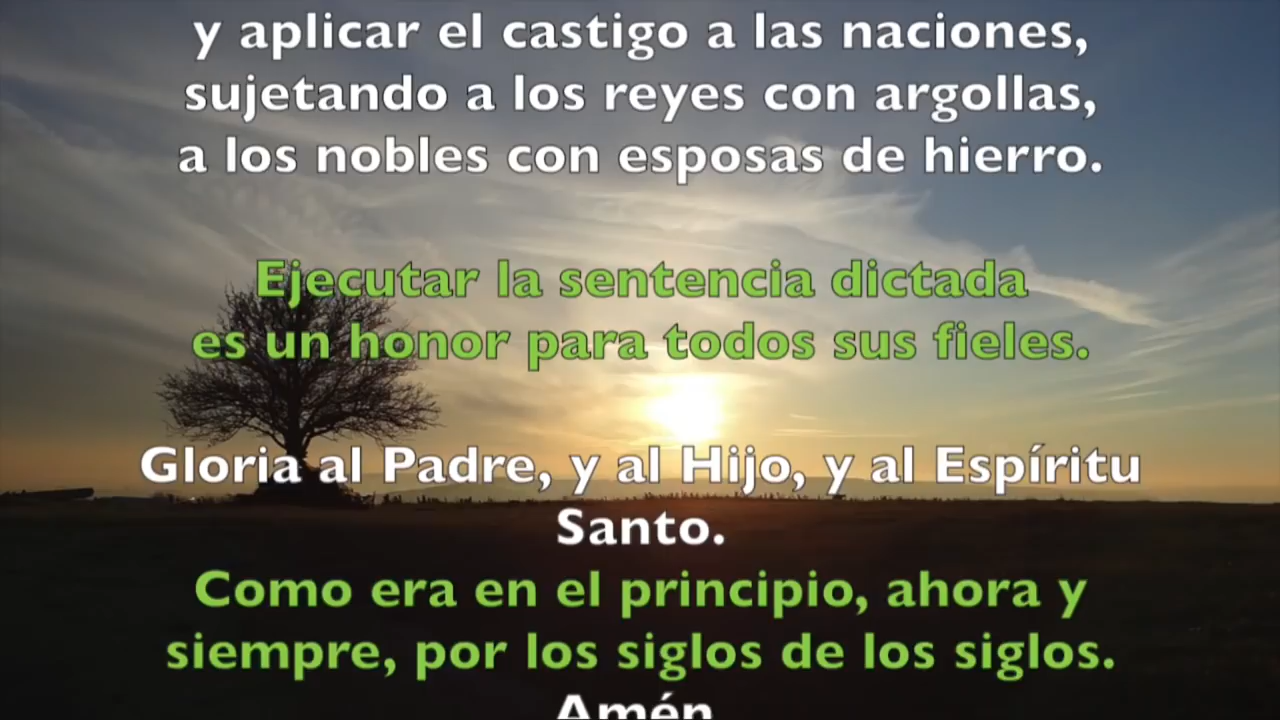 y aplicar el castigo a las naciones,
sujetando a los reyes con argollas,
a los nobles con esposas de hierro.
Ejecutar la sentencia dictada
es un honor para todos sus fieles.
Gloria al Padre, y al Hijo, y al Espíritu
Santo.
Como era en el principio, ahora y
siempre, por los siglos de los siglos.
Amén